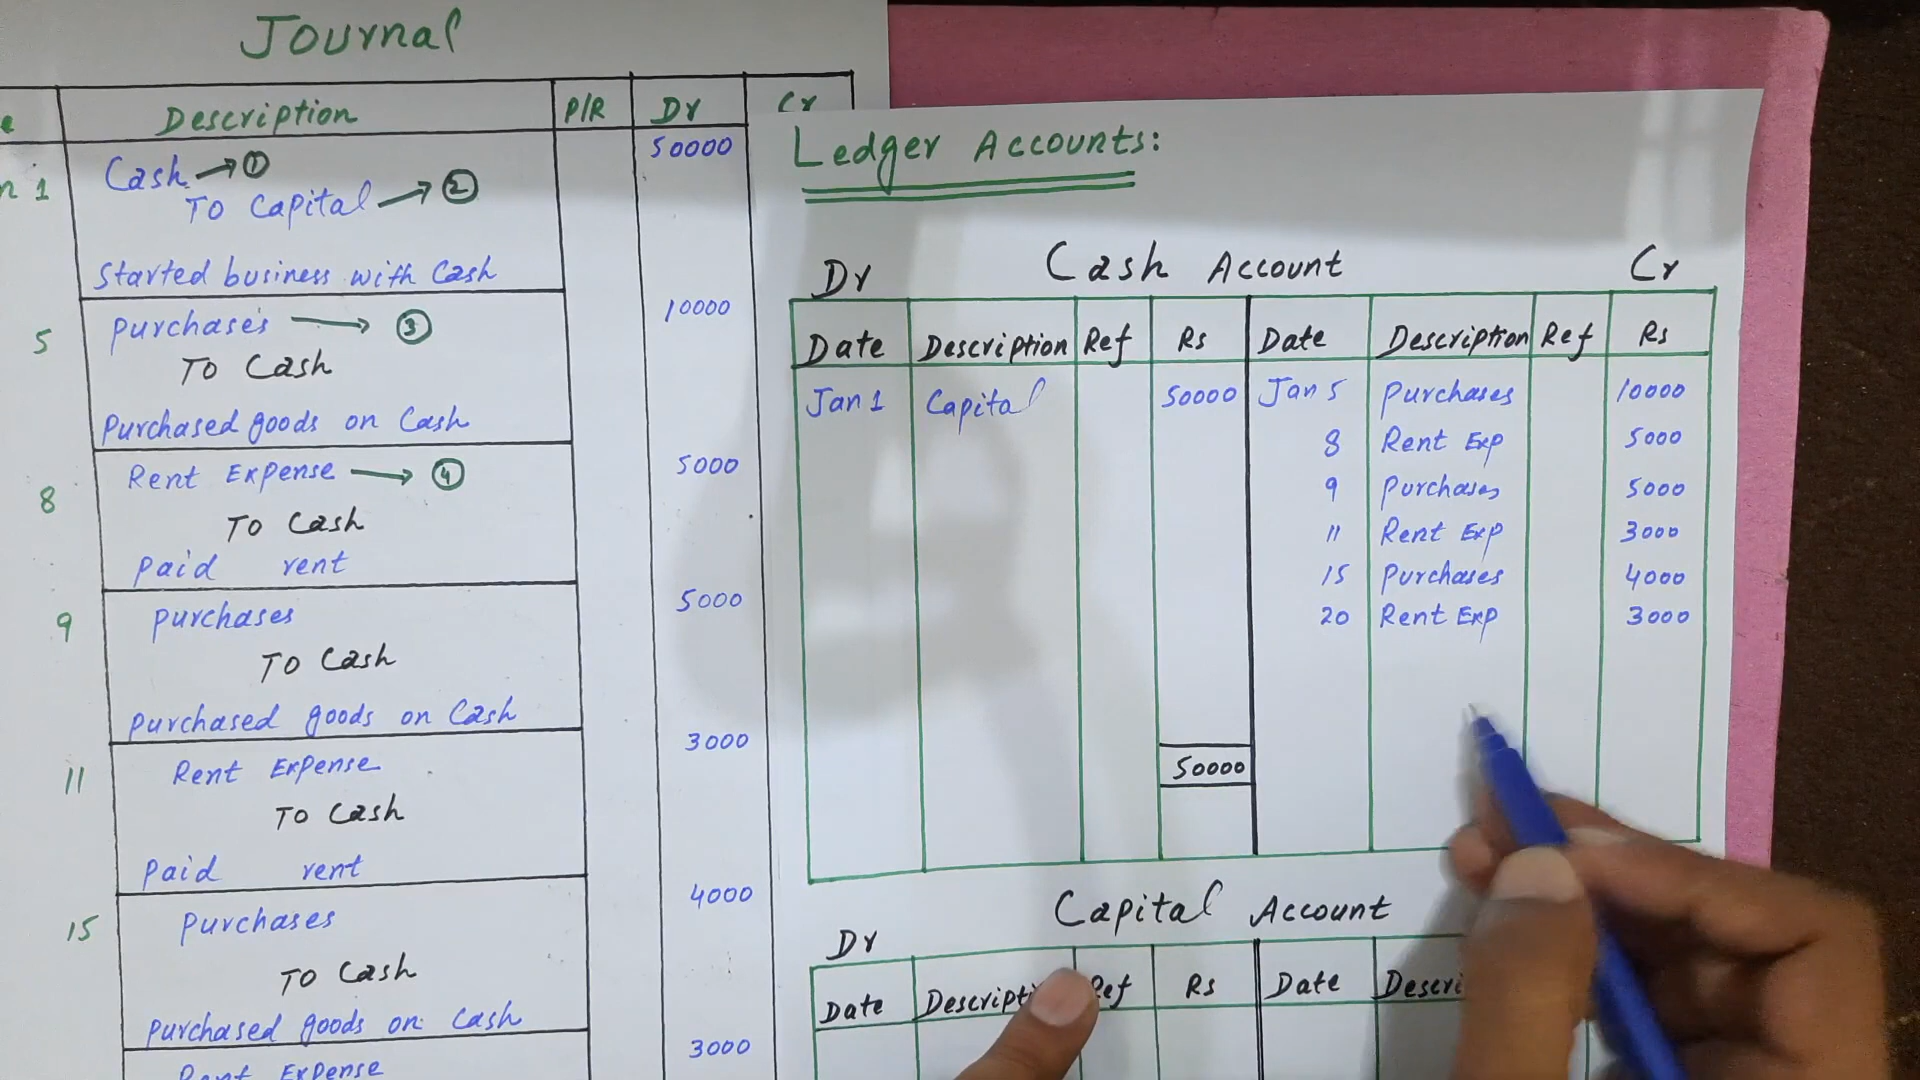 Journal
e Description P/R Dr Cr
n 1 Cash → ① 50000
To Capital → ②
Started business with Cash
5 Purchases → ③ 10000
To Cash
Purchased goods on Cash
8 Rent Expense → ④ 5000
To Cash
Paid rent
9 Purchases 5000
To Cash
Purchased goods on Cash
11 Rent Expense 3000
To Cash
Paid rent
15 Purchases 4000
To Cash
Purchased goods on Cash
Rent Expense 3000
Ledger Accounts:
Dr Cash Account Cr
Date Description Ref Rs Date Description Ref Rs
Jan 1 Capital 50000 Jan 5 Purchases 10000
8 Rent Exp 5000
9 Purchases 5000
11 Rent Exp 3000
15 Purchases 4000
20 Rent Exp 3000
50000
Dr Capital Account
Date Descripti Ref Rs Date Descri